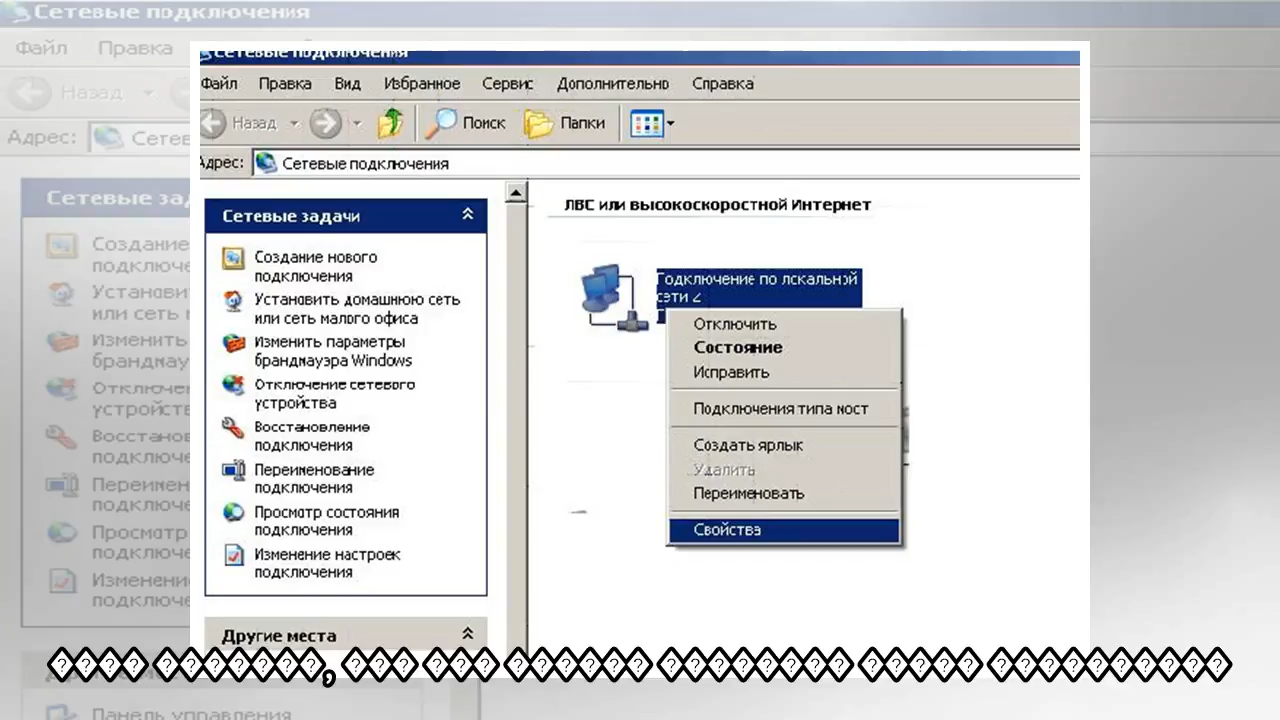 Сетевые подключения
Файл Правка
Назад
Адрес: Сетев
Сетевые зад
Создание
подключе
Установи
или сеть м
Изменить
брандмау
Отключен
устройств
Восстанов
подключе
Переимен
подключе
Просмотр
подключе
Изменени
подключе
Панель управления
Сетевые подключения
Файл Правка Вид Избранное Сервис Дополнительно Справка
Назад Поиск Папки
Адрес: Сетевые подключения
Сетевые задачи
Создание нового
подключения
Установить домашнюю сеть
или сеть малого офиса
Изменить параметры
брандмауэра Windows
Отключение сетевого
устройства
Восстановление
подключения
Переименование
подключения
Просмотр состояния
подключения
Изменение настроек
подключения
Другие места
ЛВС или высокоскоростной Интернет
Подключение по локальной
сети 2
Отключить
Состояние
Исправить
Подключения типа мост
Создать ярлык
Удалить
Переименовать
Свойства